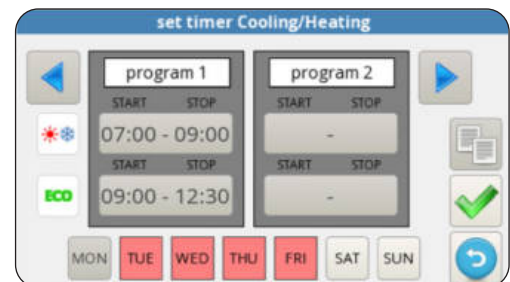 set timer Cooling/Heating
program 1 program 2
START STOP START STOP
07:00 - 09:00 -
START STOP START STOP
ECO 09:00 - 12:30 -
MON TUE WED THU FRI SAT SUN